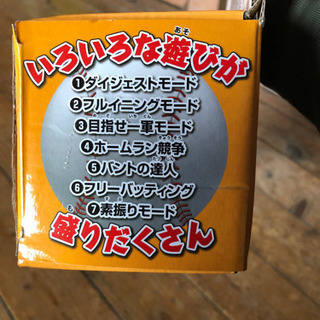 いろいろな遊びが
❶ダイジェストモード
❷フルイニングモード
❸目指せ一軍モード
❹ホームラン競争
❺バントの達人
❻フリーバッティング
❼素振りモード
盛りだくさん